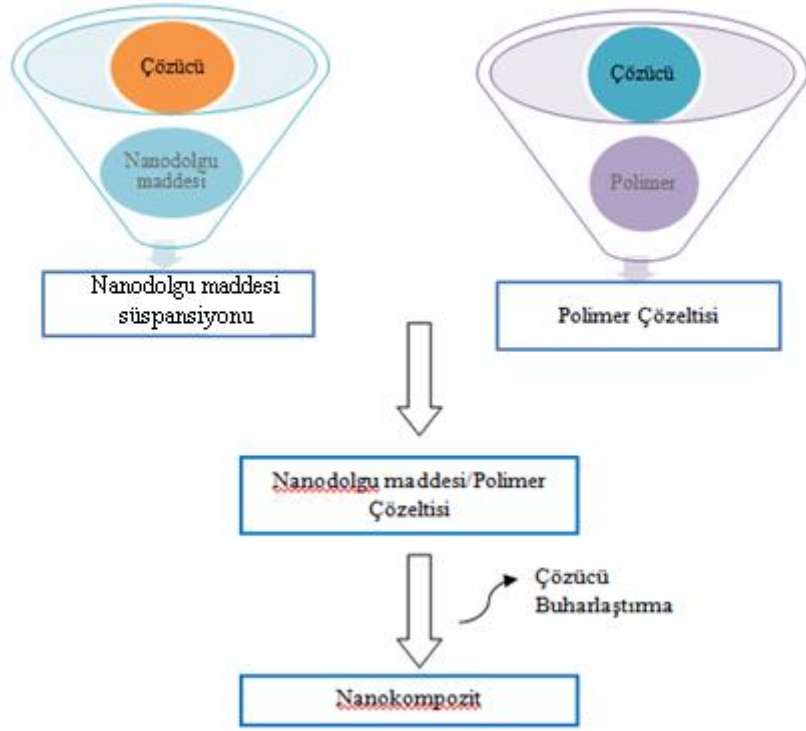 Çözücü
Nanodolgu
maddesi
Nanodolgu maddesi
süspansiyonu
Çözücü
Polimer
Polimer Çözeltisi
Nanodolgu maddesi/Polimer
Çözeltisi
Çözücü
Buharlaştırma
Nanokompozit